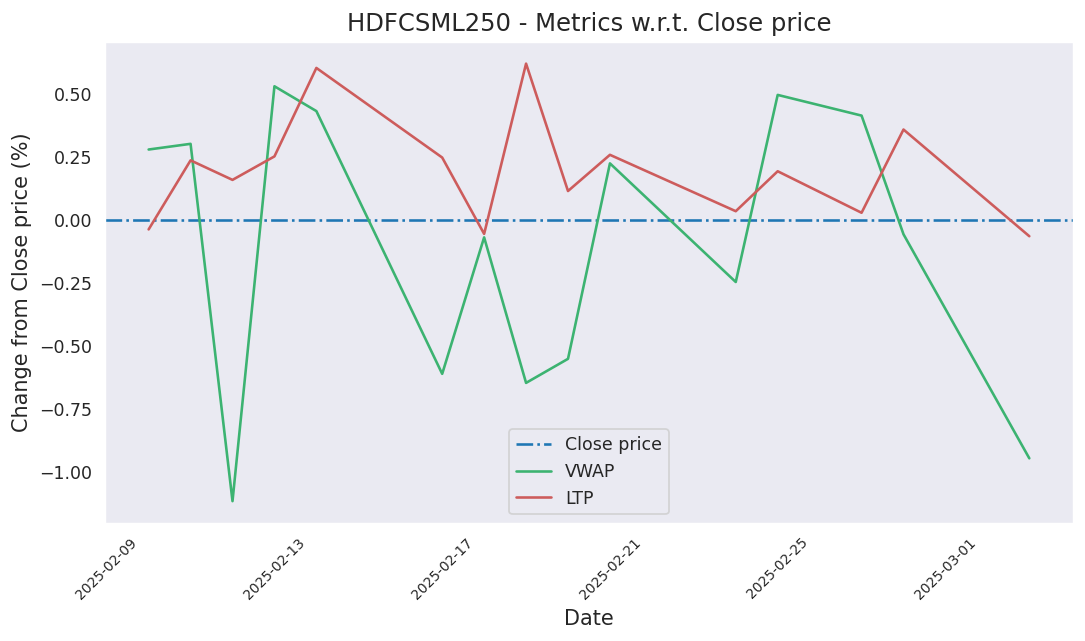 HDFCSML250 - Metrics w.r.t. Close price
Change from Close price (%)
0.50
0.25
0.00
−0.25
−0.50
−0.75
−1.00
Close price
VWAP
LTP
2025-02-09
2025-02-13
2025-02-17
2025-02-21
2025-02-25
2025-03-01
Date